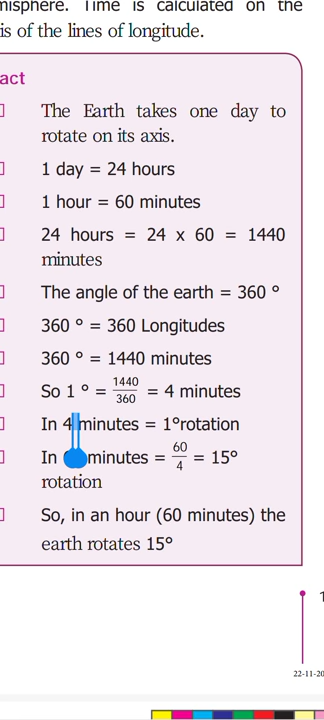 misphere. Time is calculated on the
is of the lines of longitude.
act
The Earth takes one day to
rotate on its axis.
1 day = 24 hours
1 hour = 60 minutes
24 hours = 24 x 60 = 1440
minutes
The angle of the earth = 360 °
360 ° = 360 Longitudes
360 ° = 1440 minutes
So 1 ° = 1440/360 = 4 minutes
In 4 minutes = 1°rotation
In minutes = 60/4 = 15°
rotation
So, in an hour (60 minutes) the
earth rotates 15°
1
22-11-20